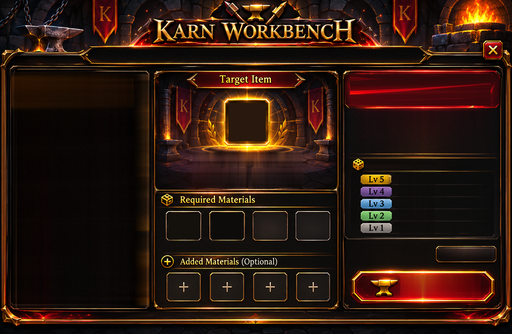 K
K
KARN WORKBENCH
Target Item
K
K
Required Materials
Lv 5
Lv 4
Lv 3
Lv 2
Lv 1
Added Materials (Optional)
+
+
+
+